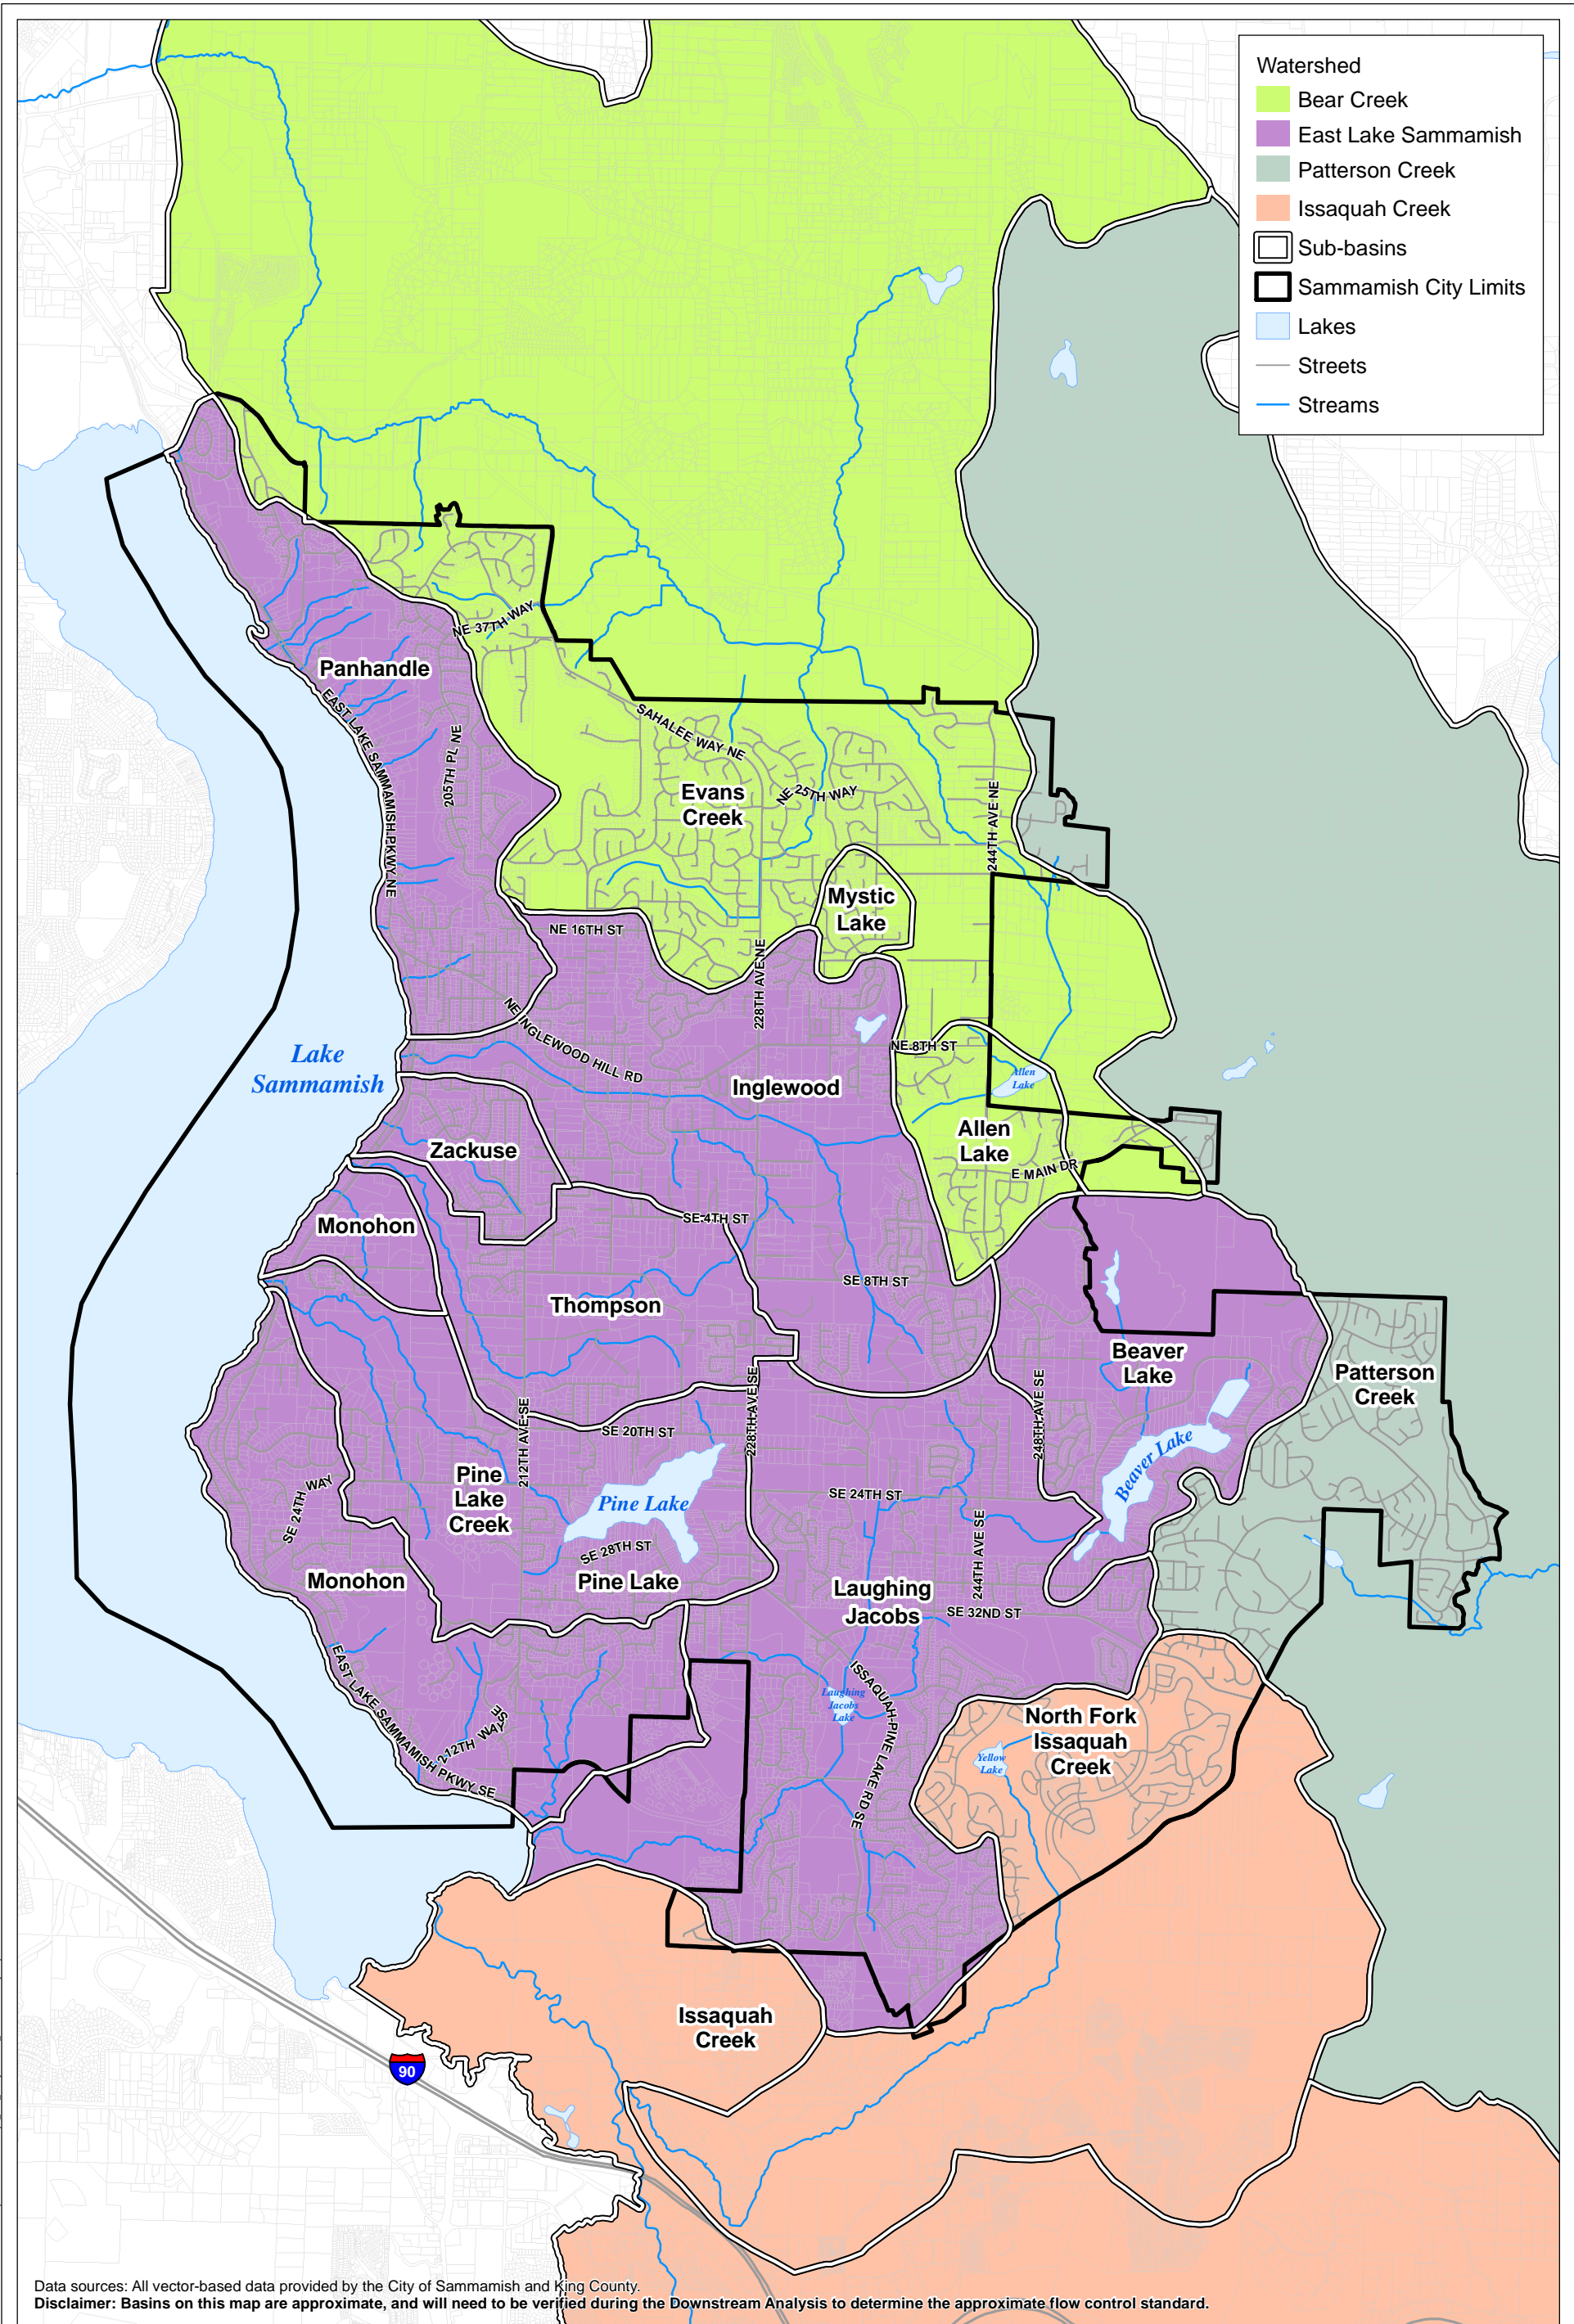 Watershed
Bear Creek
East Lake Sammamish
Patterson Creek
Issaquah Creek
Sub-basins
Sammamish City Limits
Lakes
Streets
Streams
NE 37TH WAY
Panhandle
EAST LAKE SAMMAMISH PKWY NE
205TH PL NE
SAHALEE WAY NE
Evans
Creek
NE 25TH WAY
244TH AVE NE
Mystic
Lake
NE 16TH ST
228TH AVE NE
NE INGLEWOOD HILL RD
Lake
Sammamish
NE 8TH ST
Inglewood
Allen
Lake
Allen
Lake
E MAIN DR
Zackuse
Monohon
SE 4TH ST
SE 8TH ST
Thompson
Beaver
Lake
Patterson
Creek
228TH AVE SE
248TH AVE SE
212TH AVE SE
SE 20TH ST
Beaver Lake
Pine
Lake
Creek
Pine Lake
SE 24TH WAY
SE 24TH ST
SE 28TH ST
244TH AVE SE
Monohon
Pine Lake
Laughing
Jacobs
SE 32ND ST
EAST LAKE SAMMAMISH PKWY SE
212TH WAY SE
Laughing
Jacobs
Lake
ISSAQUAH-PINE LAKE RD SE
North Fork
Issaquah
Creek
Yellow
Lake
Issaquah
Creek
90
Data sources: All vector-based data provided by the City of Sammamish and King County.
Disclaimer: Basins on this map are approximate, and will need to be verified during the Downstream Analysis to determine the approximate flow control standard.